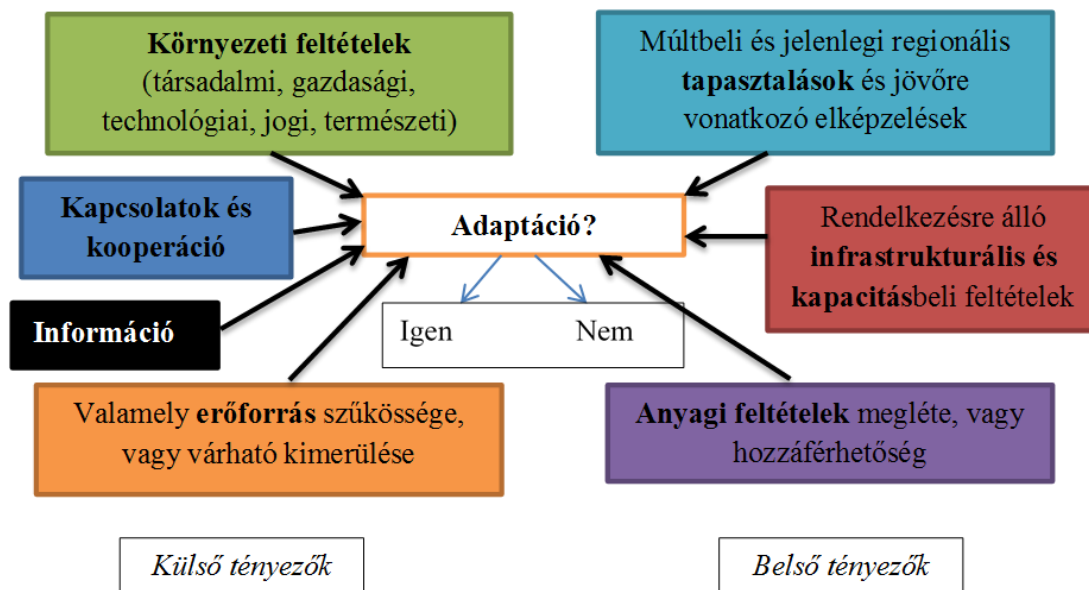 Környezeti feltételek
(társadalmi, gazdasági,
technológiai, jogi, természeti)
Múltbeli és jelenlegi regionális
tapasztalások és jövőre
vonatkozó elképzelések
Kapcsolatok és
kooperáció
Adaptáció?
Rendelkezésre álló
infrastrukturális és
kapacitásbeli feltételek
Információ
Igen Nem
Valamely erőforrás szűkössége,
vagy várható kimerülése
Anyagi feltételek megléte, vagy
hozzáférhetőség
Külső tényezők
Belső tényezők